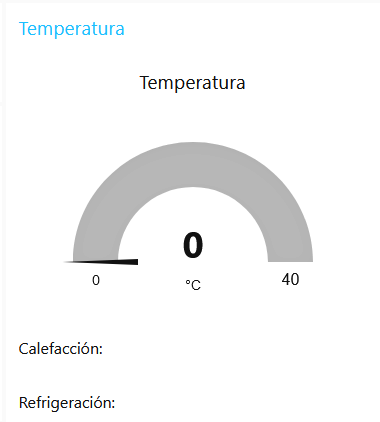 Temperatura
Temperatura
0
0
°C
40
Calefacción:
Refrigeración: